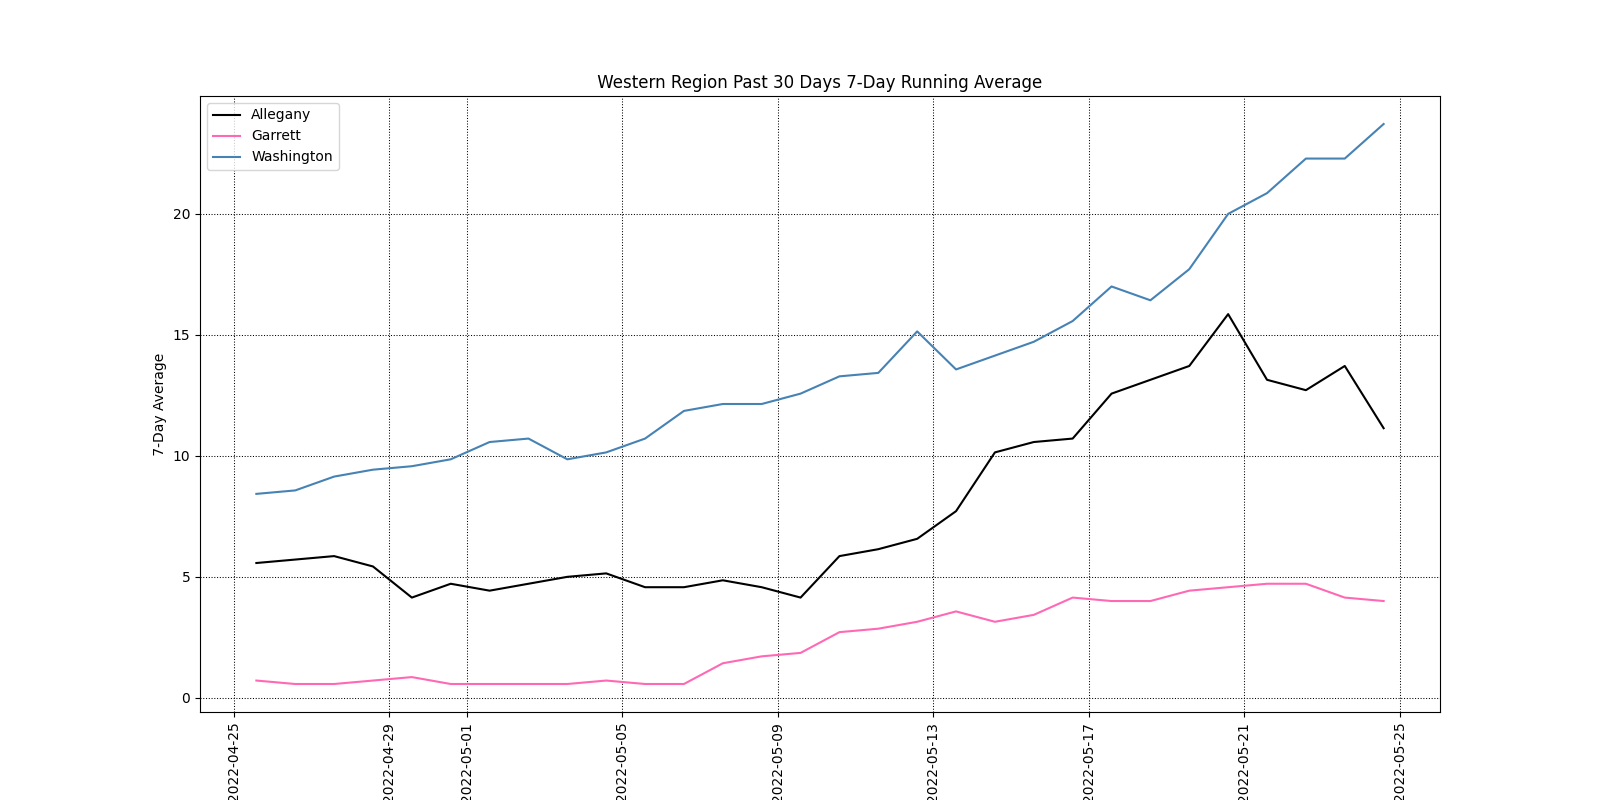 Western Region Past 30 Days 7-Day Running Average
Allegany
Garrett
Washington
7-Day Average
20
15
10
5
0
2022-04-25
2022-04-29
2022-05-01
2022-05-05
2022-05-09
2022-05-13
2022-05-17
2022-05-21
2022-05-25